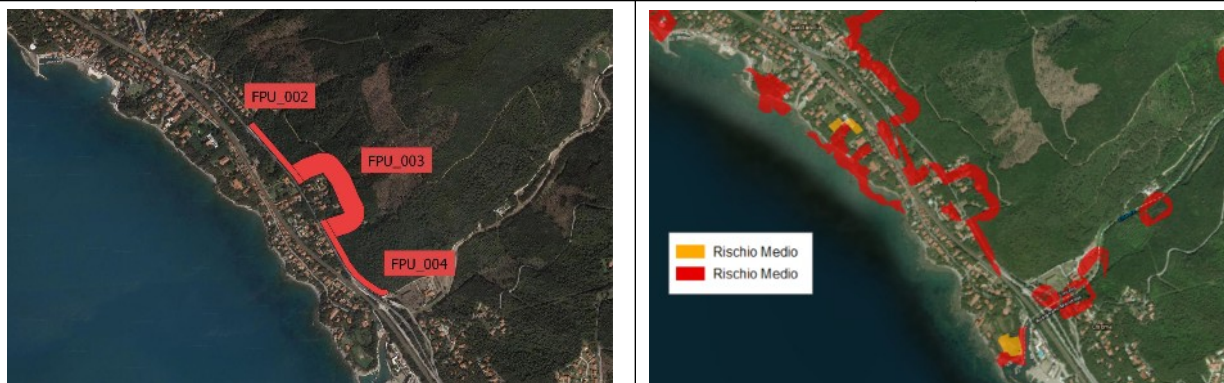 FPU_002
FPU_003
FPU_004
Rischio Medio
Rischio Medio